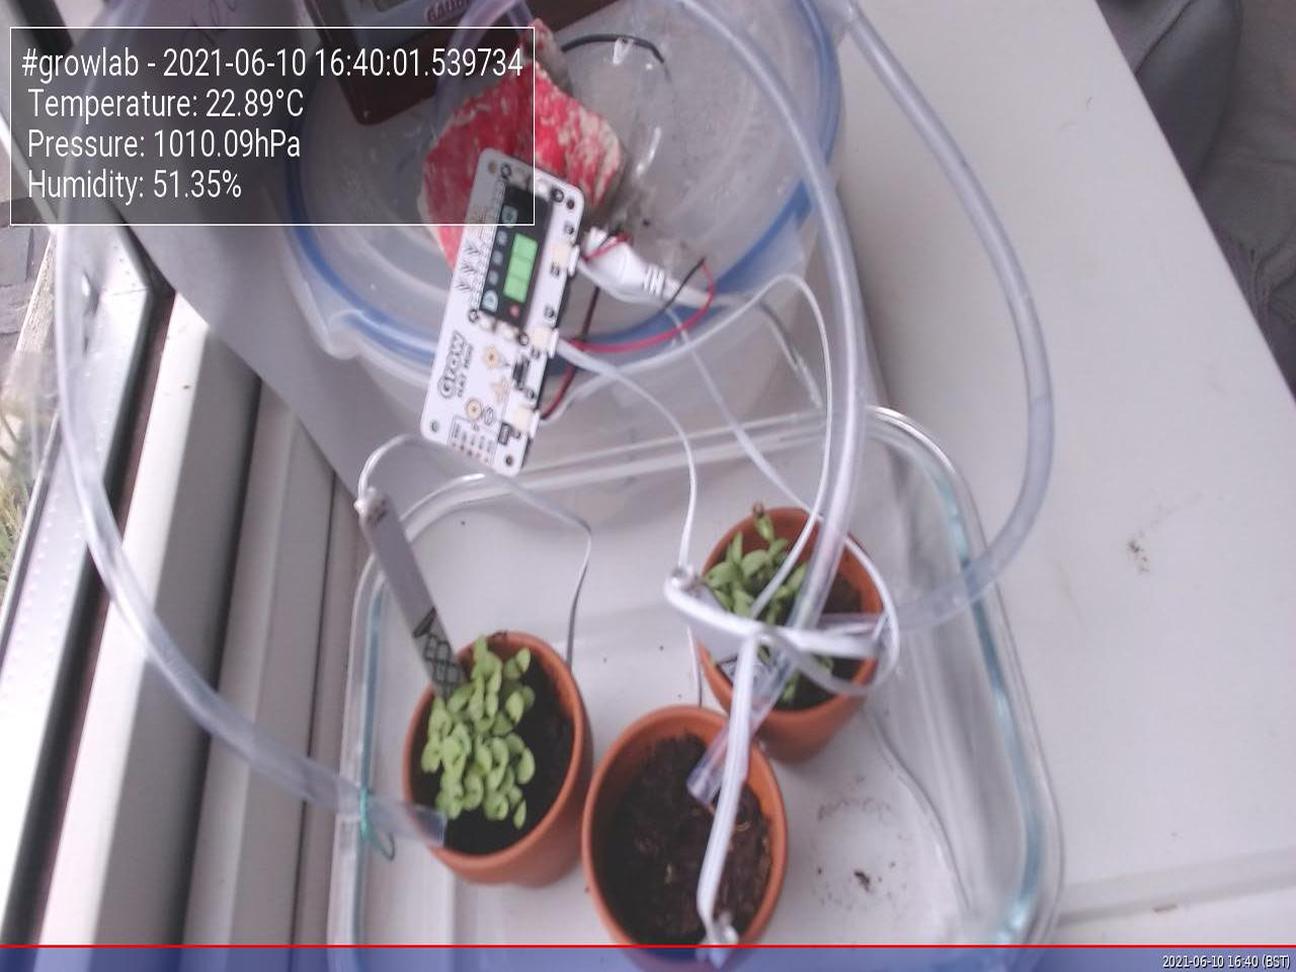 #growlab - 2021-06-10 16:40:01.539734
Temperature: 22.89°C
Pressure: 1010.09hPa
Humidity: 51.35%
GROW
2021-06-10 16:40 (BST)